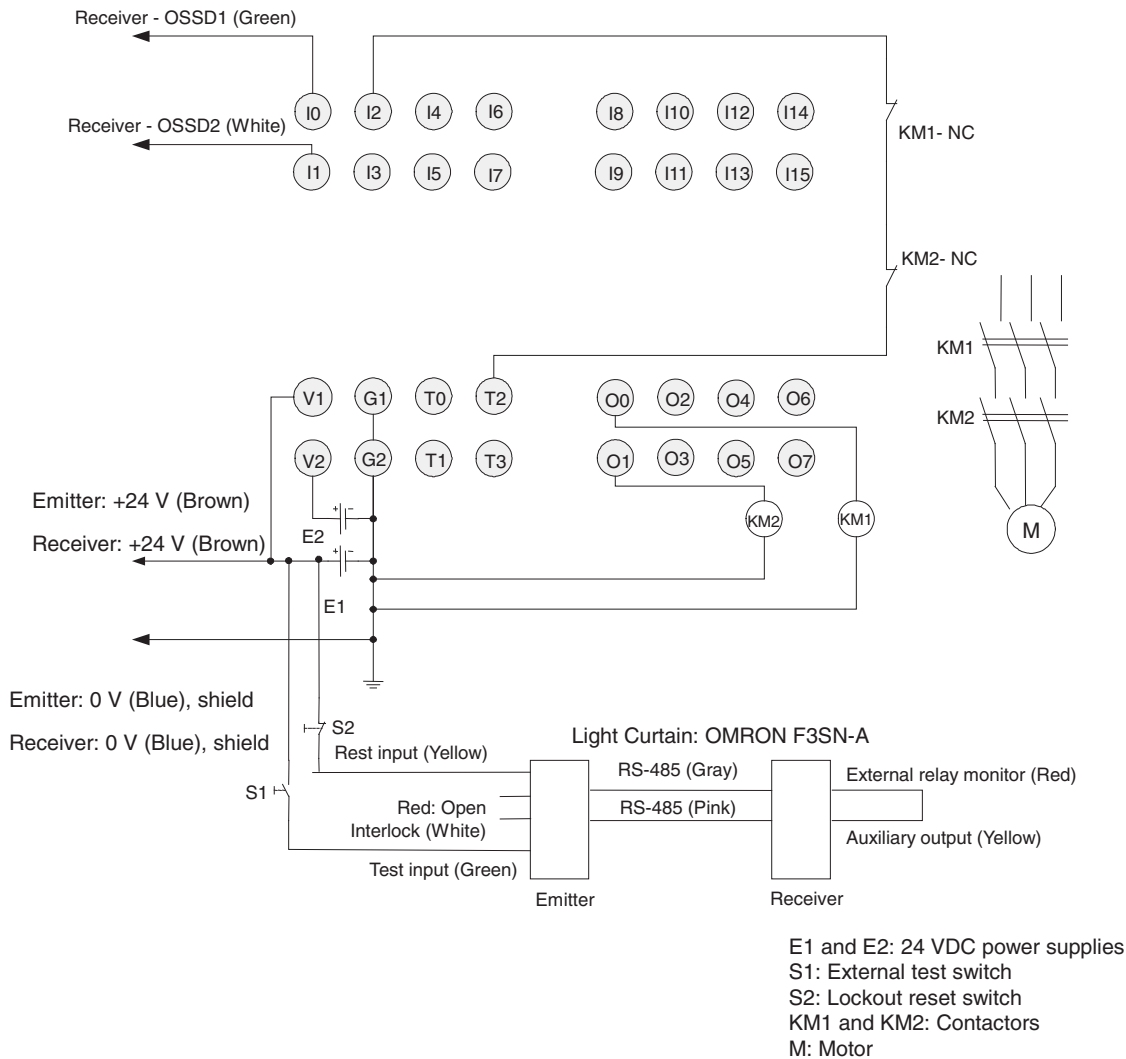 Receiver - OSSD1 (Green)
I0 I2 I4 I6 I8 I10 I12 I14
Receiver - OSSD2 (White)
KM1- NC
I1 I3 I5 I7 I9 I11 I13 I15
KM2- NC
KM1
V1 G1 T0 T2 O0 O2 O4 O6
KM2
V2 G2 T1 T3 O1 O3 O5 O7
Emitter: +24 V (Brown)
E2
KM2
KM1
M
Receiver: +24 V (Brown)
E1
Emitter: 0 V (Blue), shield
Receiver: 0 V (Blue), shield
S2
Light Curtain: OMRON F3SN-A
Rest input (Yellow)
RS-485 (Gray)
External relay monitor (Red)
S1
Red: Open
RS-485 (Pink)
Interlock (White)
Auxiliary output (Yellow)
Test input (Green)
Emitter
Receiver
E1 and E2: 24 VDC power supplies
S1: External test switch
S2: Lockout reset switch
KM1 and KM2: Contactors
M: Motor
+ -
+ -